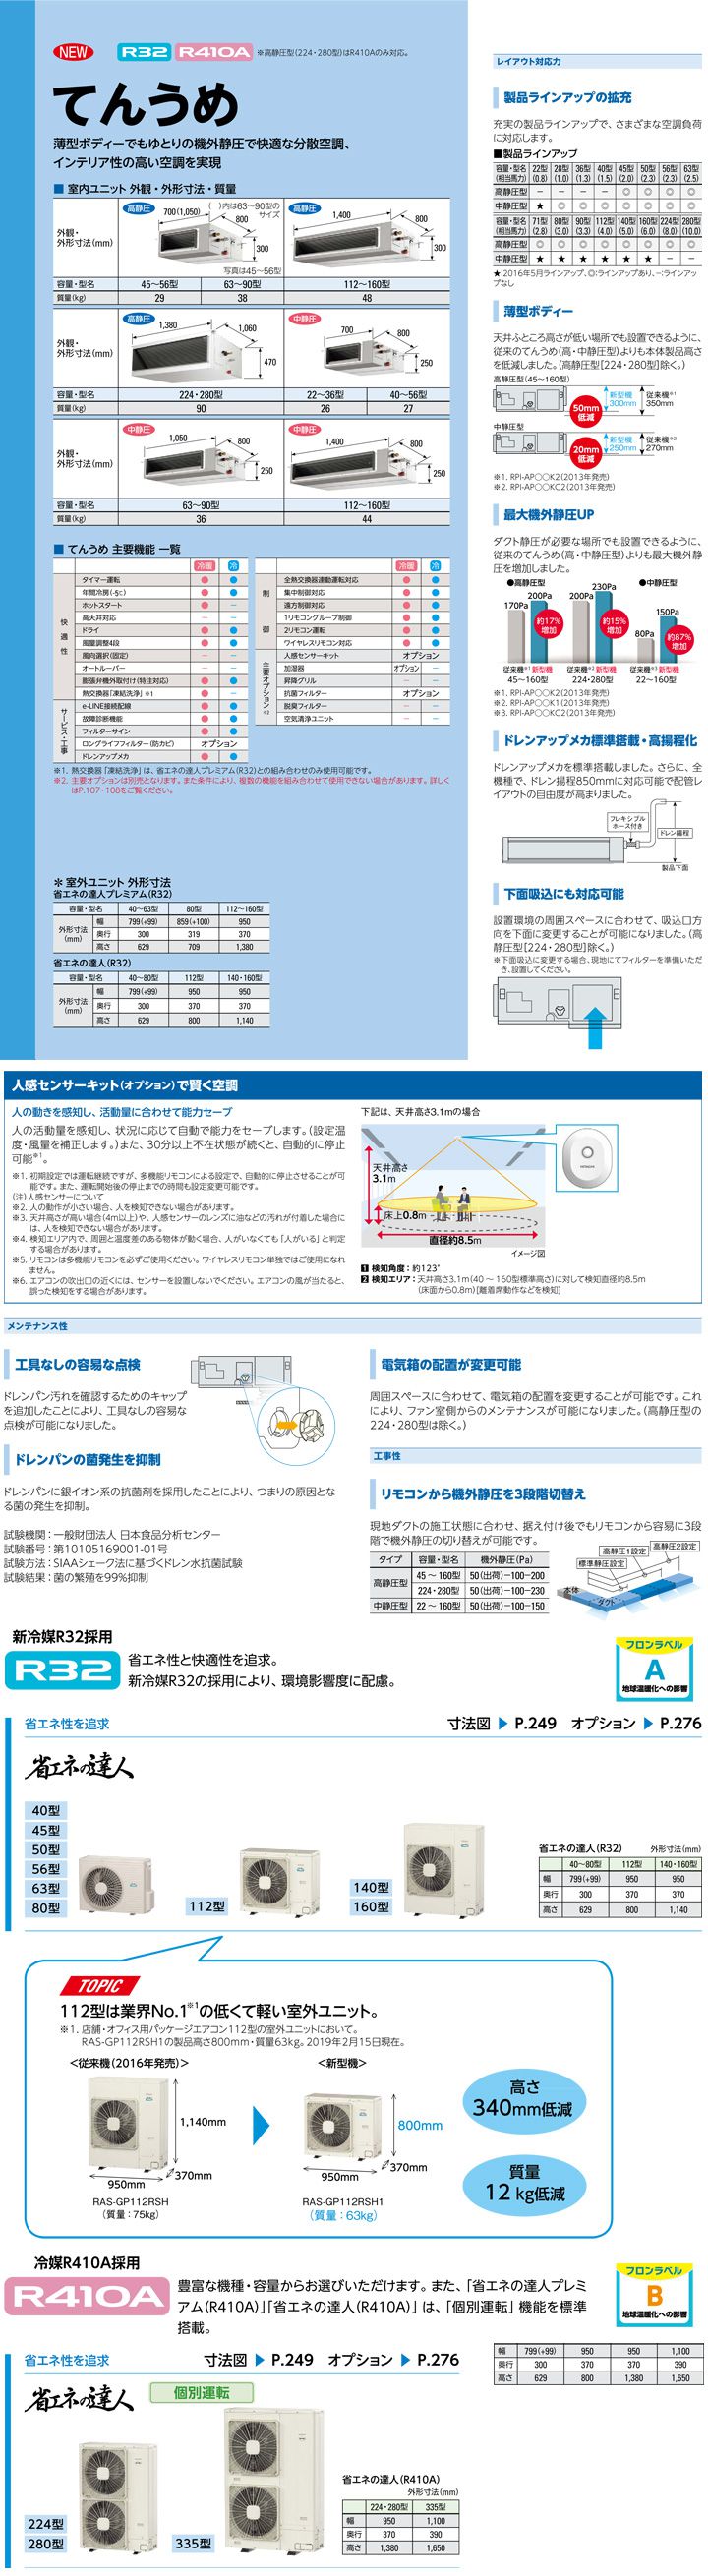 NEW R32 R410A ※高静圧型(224・280型)はR410Aのみ対応。
てんうめ
薄型ボディーでもゆとりの機外静圧で快適な分散空調、
インテリア性の高い空調を実現
■ 室内ユニット 外観・外形寸法・質量
外観・外形寸法(mm) 高静圧 700(1,050) 800 300 ( )内は63〜90型のサイズ 写真は45〜56型 高静圧 1,400 800 300
容量・型名 45〜56型 63〜90型 112〜160型
質量(kg) 29 38 48
外観・外形寸法(mm) 高静圧 1,380 1,060 470 中静圧 700 800 250
容量・型名 224・280型 22〜36型 40〜56型
質量(kg) 90 26 27
外観・外形寸法(mm) 中静圧 1,050 800 250 中静圧 1,400 800 250
容量・型名 63〜90型 112〜160型
質量(kg) 36 44
■ てんうめ 主要機能 一覧
冷暖 冷
快適性
タイマー運転 ● ●
年間冷房(-5℃) ● ●
ホットスタート ● −
高天井対応 − −
ドライ ● ●
風量調整4段 ● ●
風向選択(固定) − −
オートルーバー − −
膨張弁機外取付け(特注対応) ● ●
熱交換器「凍結洗浄」※1 ● −
サービス・工事
e-LINE接続配線 ● ●
故障診断機能 ● ●
フィルターサイン ● ●
ロングライフフィルター(防カビ) オプション
ドレンアップメカ ● ●
冷暖 冷
制御
全熱交換器連動運転対応 ● ●
集中制御対応 ● ●
遠方制御対応 ● ●
1リモコングループ制御 ● ●
2リモコン運転 ● ●
ワイヤレスリモコン対応 ● ●
主要オプション※2
人感センサーキット オプション
加湿器 オプション −
昇降グリル − −
抗菌フィルター オプション
脱臭フィルター − −
空気清浄ユニット − −
※1. 熱交換器「凍結洗浄」は、省エネの達人プレミアム(R32)との組み合わせのみ使用可能です。
※2. 主要オプションは別売となります。また条件により、複数の機能を組み合わせて使用できない場合があります。詳しく
はP.107・108をご覧ください。
＊ 室外ユニット 外形寸法
省エネの達人プレミアム(R32)
容量・型名 40〜63型 80型 112〜160型
外形寸法(mm)
幅 799(+99) 859(+100) 950
奥行 300 319 370
高さ 629 709 1,380
省エネの達人(R32)
容量・型名 40〜80型 112型 140・160型
外形寸法(mm)
幅 799(+99) 950 950
奥行 300 370 370
高さ 629 800 1,140
レイアウト対応力
製品ラインアップの拡充
充実の製品ラインアップで、さまざまな空調負荷
に対応します。
■製品ラインアップ
容量・型名(相当馬力) 22型(0.8) 28型(1.0) 36型(1.3) 40型(1.5) 45型(2.0) 50型(2.3) 56型(2.3) 63型(2.5)
高静圧型 − − − − ◎ ◎ ◎ ◎
中静圧型 ★ ◎ ◎ ◎ ◎ ◎ ◎ ◎
容量・型名(相当馬力) 71型(2.8) 80型(3.0) 90型(3.3) 112型(4.0) 140型(5.0) 160型(6.0) 224型(8.0) 280型(10.0)
高静圧型 ◎ ◎ ◎ ◎ ◎ ◎ ◎ ◎
中静圧型 ★ ★ ★ ★ ★ ★ − −
★:2016年5月ラインアップ、◎:ラインアップあり、−:ラインアッ
プなし
薄型ボディー
天井ふところ高さが低い場所でも設置できるように、
従来のてんうめ(高・中静圧型)よりも本体製品高さ
を低減しました。(高静圧型[224・280型]除く。)
高静圧型(45〜160型)
50mm低減 新型機 300mm 従来機※1 350mm
中静圧型
20mm低減 新型機 250mm 従来機※2 270mm
※1. RPI-AP○○K2(2013年発売)
※2. RPI-AP○○KC2(2013年発売)
最大機外静圧UP
ダクト静圧が必要な場所でも設置できるように、
従来のてんうめ(高・中静圧型)よりも最大機外静
圧を増加しました。
●高静圧型 ●中静圧型
170Pa 200Pa 約17%増加 200Pa 230Pa 約15%増加 80Pa 150Pa 約87%増加
従来機※1 新型機 従来機※2 新型機 従来機※3 新型機
45〜160型 224・280型 22〜160型
※1. RPI-AP○○K2(2013年発売)
※2. RPI-AP○○K1(2013年発売)
※3. RPI-AP○○KC2(2013年発売)
ドレンアップメカ標準搭載・高揚程化
ドレンアップメカを標準搭載しました。さらに、全
機種で、ドレン揚程850mmに対応可能で配管レ
イアウトの自由度が高まりました。
フレキシブルホース付き ドレン揚程
製品下面
下面吸込にも対応可能
設置環境の周囲スペースに合わせて、吸込口方
向を下面に変更することが可能になりました。(高
静圧型[224・280型]除く。)
※下面吸込に変更する場合、現地にてフィルターを準備いただ
き、設置してください。
人感センサーキット(オプション)で賢く空調
人の動きを感知し、活動量に合わせて能力セーブ
人の活動量を感知し、状況に応じて自動で能力をセーブします。(設定温
度・風量を補正します。)また、30分以上不在状態が続くと、自動的に停止
可能※1。
※1. 初期設定では運転継続ですが、多機能リモコンによる設定で、自動的に停止させることが可
能です。また、運転開始後の停止までの時間も設定変更可能です。
(注)人感センサーについて
※2. 人の動作が小さい場合、人を検知できない場合があります。
※3. 天井高さが高い場合(4m以上)や、人感センサーのレンズに油などの汚れが付着した場合に
は、人を検知できない場合があります。
※4. 検知エリア内で、周囲と温度差のある物体が動く場合、人がいなくても「人がいる」と判定
する場合があります。
※5. リモコンは多機能リモコンを必ずご使用ください。ワイヤレスリモコン単独ではご使用になれ
ません。
※6. エアコンの吹出口の近くには、センサーを設置しないでください。エアコンの風が当たると、
誤った検知をする場合があります。
下記は、天井高さ3.1mの場合
天井高さ 3.1m
床上0.8m
直径約8.5m
HITACHI
イメージ図
1 検知角度：約123°
2 検知エリア：天井高さ3.1m(40 〜 160型標準高さ)に対して検知直径約8.5m
(床面から0.8m)[離着席動作などを検知]
メンテナンス性
工具なしの容易な点検
ドレンパン汚れを確認するためのキャップ
を追加したことにより、工具なしの容易な
点検が可能になりました。
ドレンパンの菌発生を抑制
ドレンパンに銀イオン系の抗菌剤を採用したことにより、つまりの原因とな
る菌の発生を抑制。
試験機関：一般財団法人 日本食品分析センター
試験番号：第10105169001-01号
試験方法：SIAAシェーク法に基づくドレン水抗菌試験
試験結果：菌の繁殖を99%抑制
電気箱の配置が変更可能
周囲スペースに合わせて、電気箱の配置を変更することが可能です。これ
により、ファン室側からのメンテナンスが可能になりました。(高静圧型の
224・280型は除く。)
工事性
リモコンから機外静圧を3段階切替え
現地ダクトの施工状態に合わせ、据え付け後でもリモコンから容易に3段
階で機外静圧の切り替えが可能です。
タイプ 容量・型名 機外静圧(Pa)
高静圧型 45 〜 160型 50(出荷)−100−200
224・280型 50(出荷)−100−230
中静圧型 22 〜 160型 50(出荷)−100−150
高静圧2設定
高静圧1設定
標準静圧設定
本体 ダクト
新冷媒R32採用
R32
省エネ性と快適性を追求。
新冷媒R32の採用により、環境影響度に配慮。
フロンラベル
A
地球温暖化への影響
省エネ性を追求 寸法図 ▶ P.249 オプション ▶ P.276
省エネの達人
40型
45型
50型
56型
63型
80型
112型
140型
160型
省エネの達人(R32) 外形寸法(mm)
40〜80型 112型 140・160型
幅 799(+99) 950 950
奥行 300 370 370
高さ 629 800 1,140
TOPIC
112型は業界No.1※1の低くて軽い室外ユニット。
※1. 店舗・オフィス用パッケージエアコン112型の室外ユニットにおいて。
RAS-GP112RSH1の製品高さ800mm・質量63kg。2019年2月15日現在。
<従来機(2016年発売)> <新型機>
1,140mm 950mm 370mm
800mm 950mm 370mm
RAS-GP112RSH
(質量：75kg)
RAS-GP112RSH1
(質量：63kg)
高さ
340mm低減
質量
12 kg低減
冷媒R410A採用
R410A
豊富な機種・容量からお選びいただけます。また、「省エネの達人プレミ
アム(R410A)」「省エネの達人(R410A)」は、「個別運転」機能を標準
搭載。
フロンラベル
B
地球温暖化への影響
省エネ性を追求 寸法図 ▶ P.249 オプション ▶ P.276
幅 799(+99) 950 950 1,100
奥行 300 370 370 390
高さ 629 800 1,380 1,650
省エネの達人 個別運転
224型
280型
335型
省エネの達人(R410A)
外形寸法(mm)
224・280型 335型
幅 950 1,100
奥行 370 390
高さ 1,380 1,650